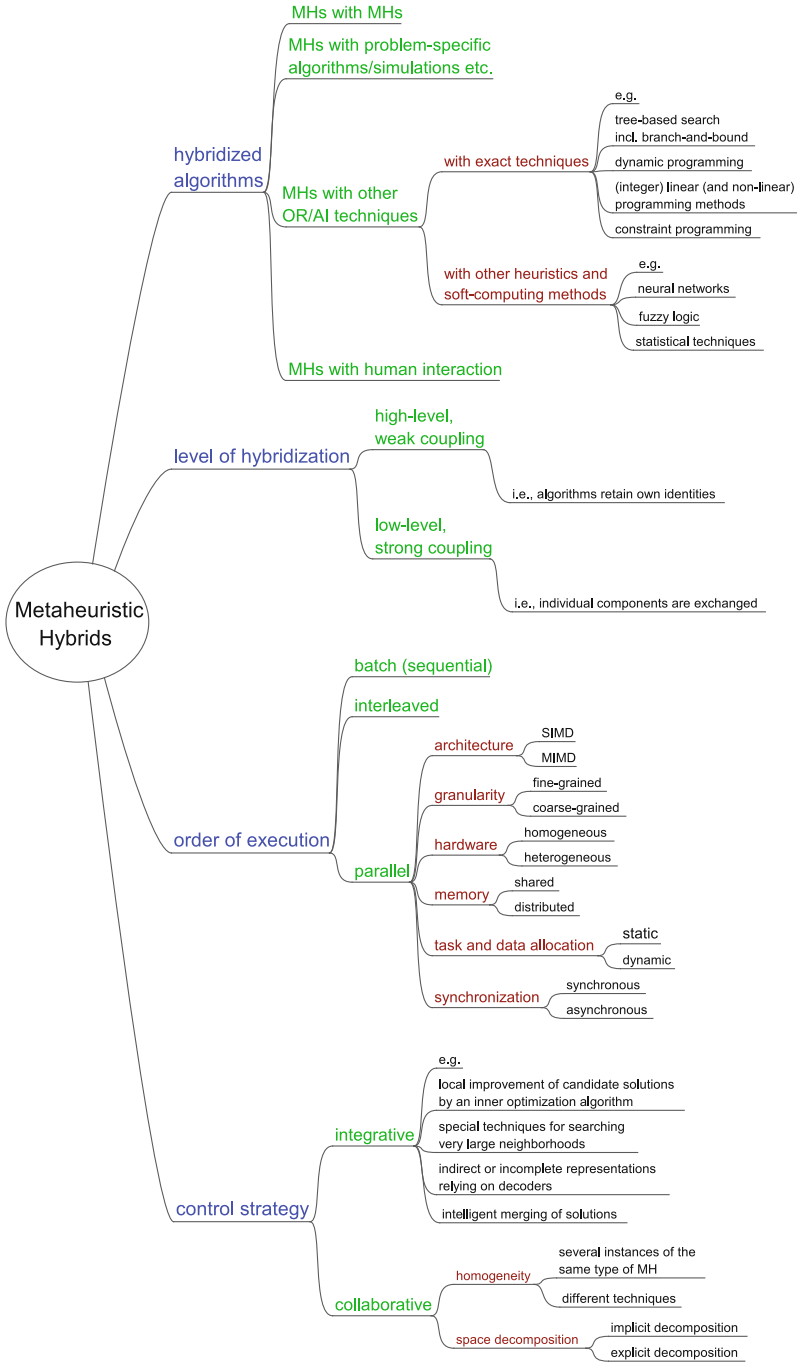 MHs with MHs
MHs with problem-specific
algorithms/simulations etc.
hybridized
algorithms
MHs with other
OR/AI techniques
with exact techniques
e.g.
tree-based search
incl. branch-and-bound
dynamic programming
(integer) linear (and non-linear)
programming methods
constraint programming
with other heuristics and
soft-computing methods
e.g.
neural networks
fuzzy logic
statistical techniques
MHs with human interaction
level of hybridization
high-level,
weak coupling
i.e., algorithms retain own identities
low-level,
strong coupling
i.e., individual components are exchanged
Metaheuristic
Hybrids
order of execution
batch (sequential)
interleaved
parallel
architecture
SIMD
MIMD
granularity
fine-grained
coarse-grained
hardware
homogeneous
heterogeneous
memory
shared
distributed
task and data allocation
static
dynamic
synchronization
synchronous
asynchronous
control strategy
integrative
e.g.
local improvement of candidate solutions
by an inner optimization algorithm
special techniques for searching
very large neighborhoods
indirect or incomplete representations
relying on decoders
intelligent merging of solutions
collaborative
homogeneity
several instances of the
same type of MH
different techniques
space decomposition
implicit decomposition
explicit decomposition